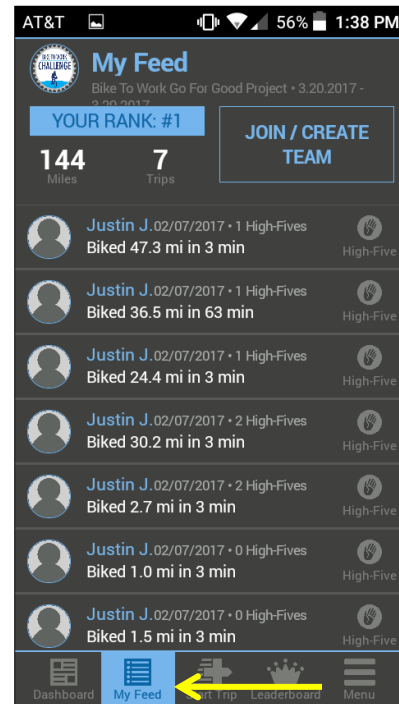 AT&T 56% 1:38 PM
BIKE TO WORK
CHALLENGE
My Feed
Bike To Work Go For Good Project • 3.20.2017 -
3.20.2017
YOUR RANK: #1
144 7
Miles Trips
JOIN / CREATE
TEAM
Justin J.02/07/2017 • 1 High-Fives
Biked 47.3 mi in 3 min
High-Five
Justin J.02/07/2017 • 1 High-Fives
Biked 36.5 mi in 63 min
High-Five
Justin J.02/07/2017 • 1 High-Fives
Biked 24.4 mi in 3 min
High-Five
Justin J.02/07/2017 • 2 High-Fives
Biked 30.2 mi in 3 min
High-Five
Justin J.02/07/2017 • 2 High-Fives
Biked 2.7 mi in 3 min
High-Five
Justin J.02/07/2017 • 0 High-Fives
Biked 1.0 mi in 3 min
High-Five
Justin J.02/07/2017 • 0 High-Fives
Biked 1.5 mi in 3 min
High-Five
Dashboard My Feed Start Trip Leaderboard Menu